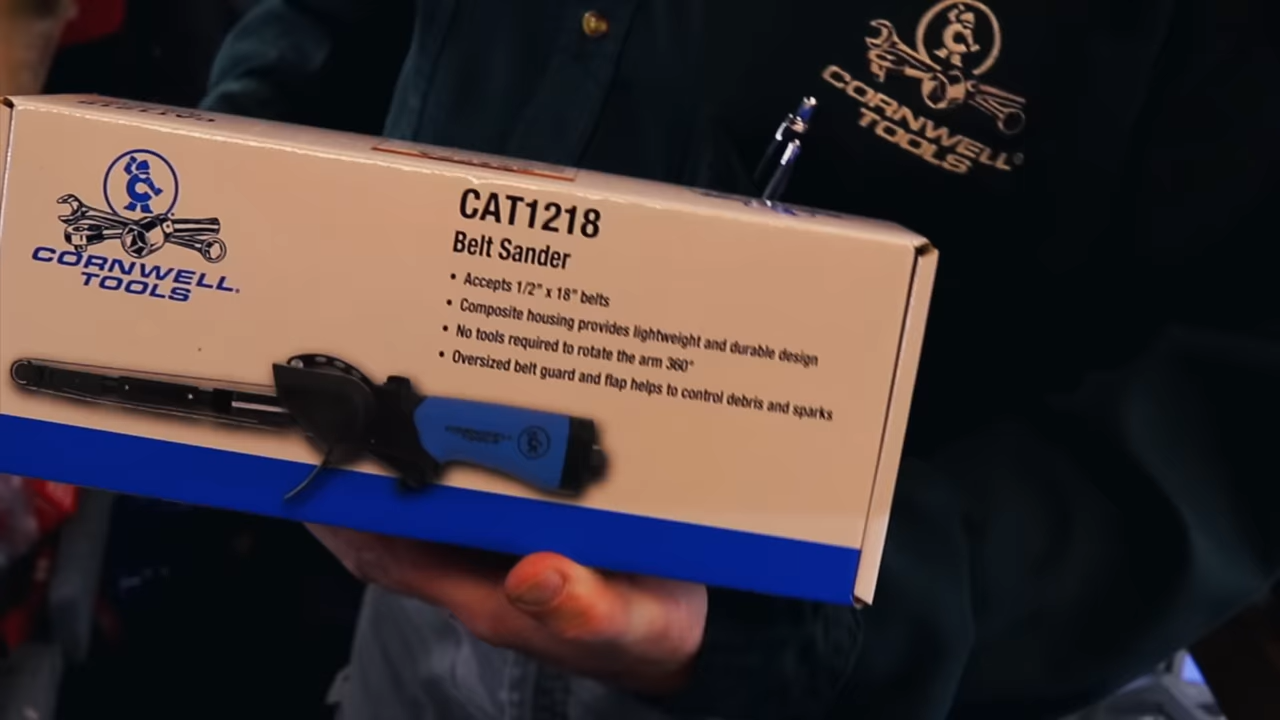 CORNWELL
TOOLS
CORNWELL®
TOOLS
CAT1218
Belt Sander
• Accepts 1/2" x 18" belts
• Composite housing provides lightweight and durable design
• No tools required to rotate the arm 360°
• Oversized belt guard and flap helps to control debris and sparks
CORNWELL
TOOLS